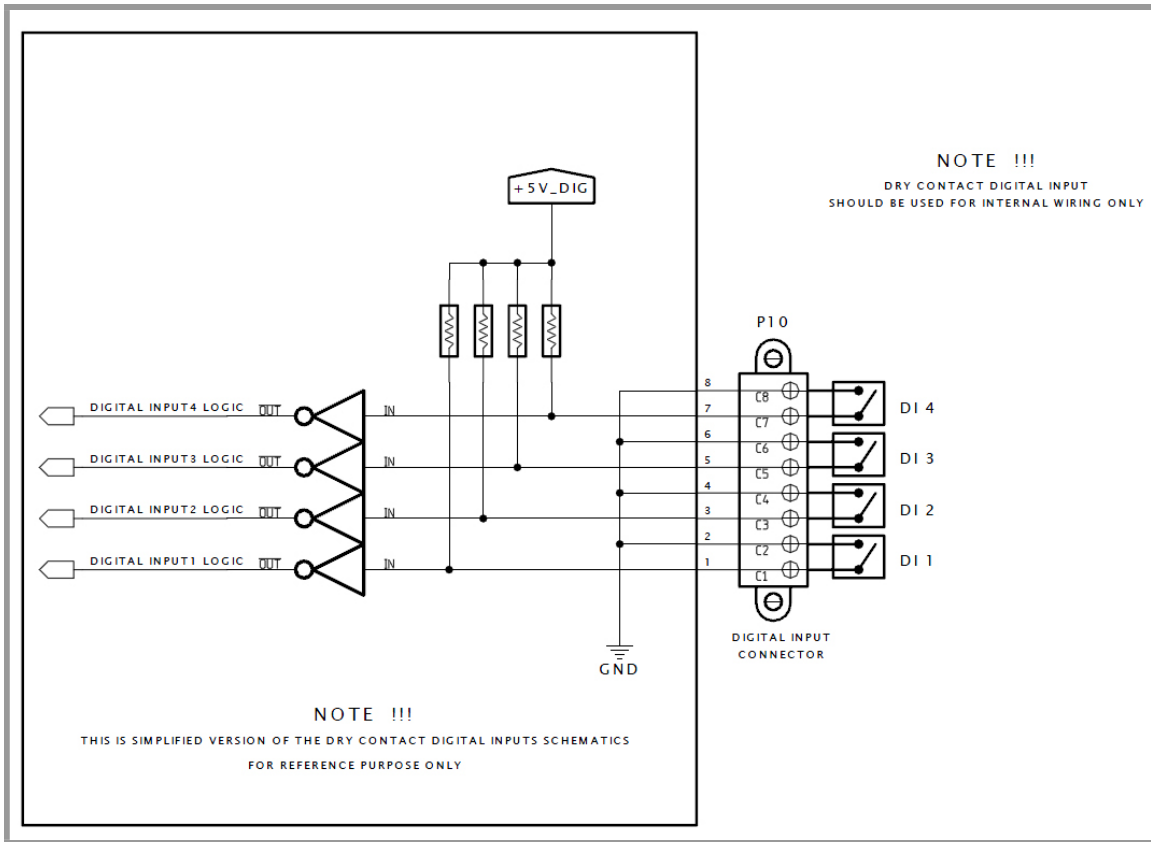 NOTE !!!
DRY CONTACT DIGITAL INPUT
SHOULD BE USED FOR INTERNAL WIRING ONLY
+5V_DIG
P10
8
C8
DIGITAL INPUT4 LOGIC OUT IN 7
C7
DI 4
6
C6
DIGITAL INPUT3 LOGIC OUT IN 5
C5
DI 3
4
C4
DIGITAL INPUT2 LOGIC OUT IN 3
C3
DI 2
2
C2
DIGITAL INPUT1 LOGIC OUT IN 1
C1
DI 1
DIGITAL INPUT
CONNECTOR
GND
NOTE !!!
THIS IS SIMPLIFIED VERSION OF THE DRY CONTACT DIGITAL INPUTS SCHEMATICS
FOR REFERENCE PURPOSE ONLY